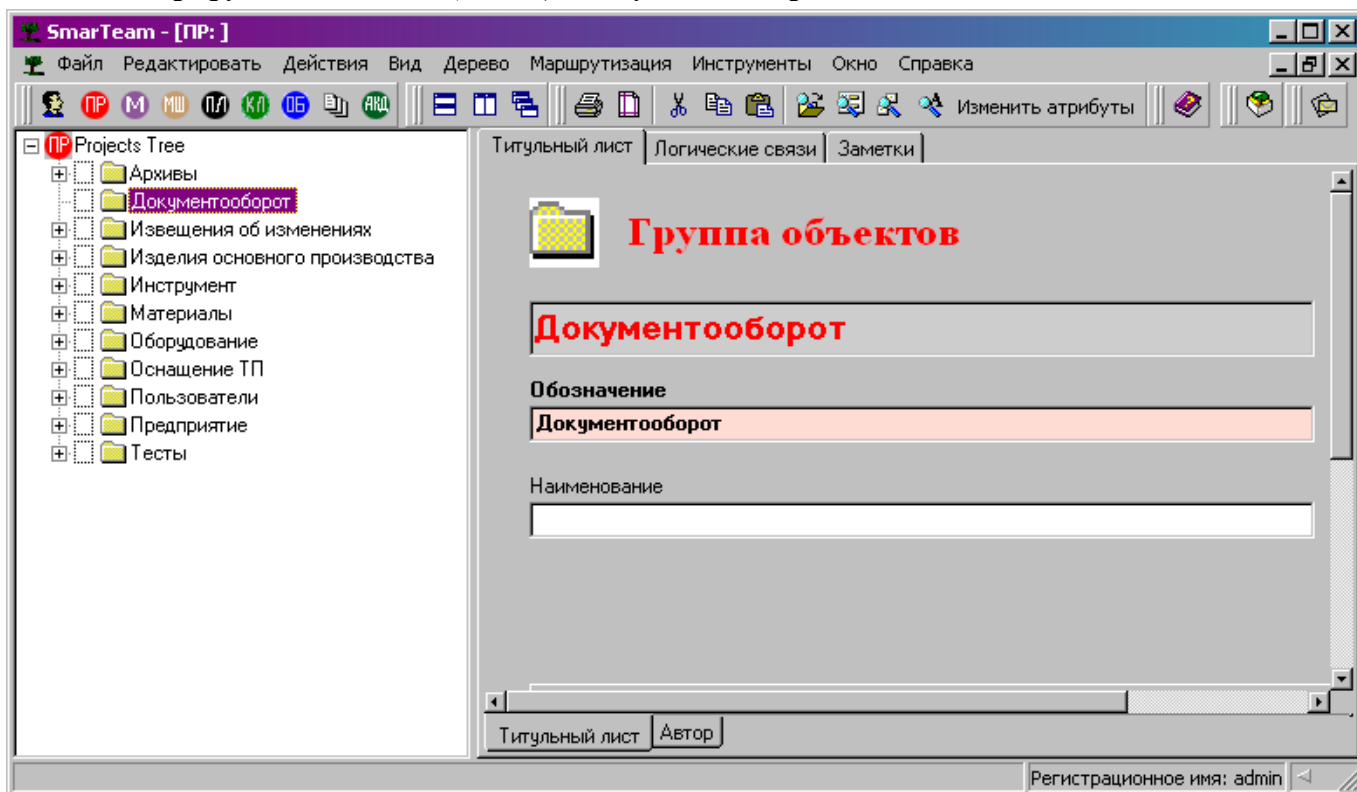 SmarTeam - [ПР: ]
Файл Редактировать Действия Вид Дерево Маршрутизация Инструменты Окно Справка
ПР М МШ ПЛ КЛ ОБ АКЦ Изменить атрибуты
Projects Tree
Архивы
Документооборот
Извещения об изменениях
Изделия основного производства
Инструмент
Материалы
Оборудование
Оснащение ТП
Пользователи
Предприятие
Тесты
Титульный лист Логические связи Заметки
Группа объектов
Документооборот
Обозначение
Документооборот
Наименование
Титульный лист Автор
Регистрационное имя: admin